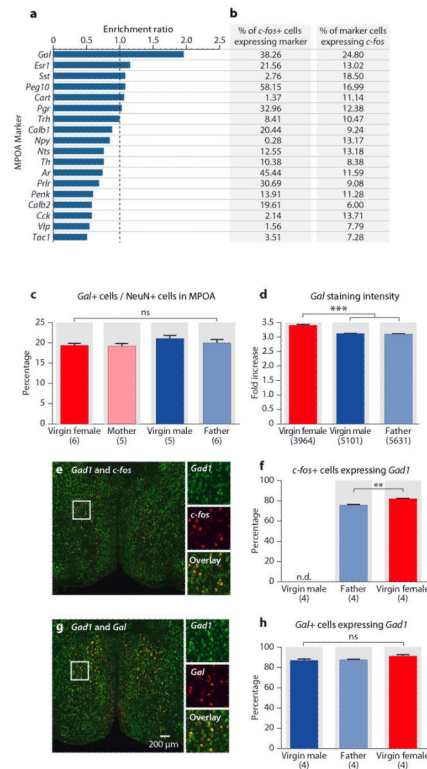 a
b
Enrichment ratio
% of c-fos+ cells expressing marker
% of marker cells expressing c-fos
0.0 0.5 1.0 1.5 2.0 2.5
MPOA Marker
Gal 38.26 24.80
Esr1 21.56 13.02
Sst 2.76 18.50
Peg10 58.15 16.99
Cart 1.37 11.14
Pgr 32.96 12.38
Trh 8.41 10.47
Calb1 20.44 9.24
Npy 0.28 13.17
Nts 12.55 13.18
Th 10.38 8.38
Ar 45.44 11.59
Prlr 30.69 9.08
Penk 13.91 11.28
Calb2 19.61 6.00
Cck 2.14 13.71
Vip 1.56 7.79
Tac1 3.51 7.28
c
Gal+ cells / NeuN+ cells in MPOA
ns
Percentage
25
20
15
10
5
0
Virgin female Mother Virgin male Father
(6) (5) (5) (6)
d
Gal staining intensity
***
Fold increase
3.5
3.0
2.5
2.0
1.5
1.0
0.5
0
Virgin female Virgin male Father
(3964) (5101) (5631)
e
Gad1 and c-fos
Gad1
c-fos
Overlay
f
c-fos+ cells expressing Gad1
**
Percentage
100
80
60
40
20
0
n.d.
Virgin male Father Virgin female
(4) (4) (4)
g
Gad1 and Gal
Gad1
Gal
Overlay
200 µm
h
Gal+ cells expressing Gad1
ns
Percentage
100
80
60
40
20
0
Virgin male Father Virgin female
(4) (4) (4)